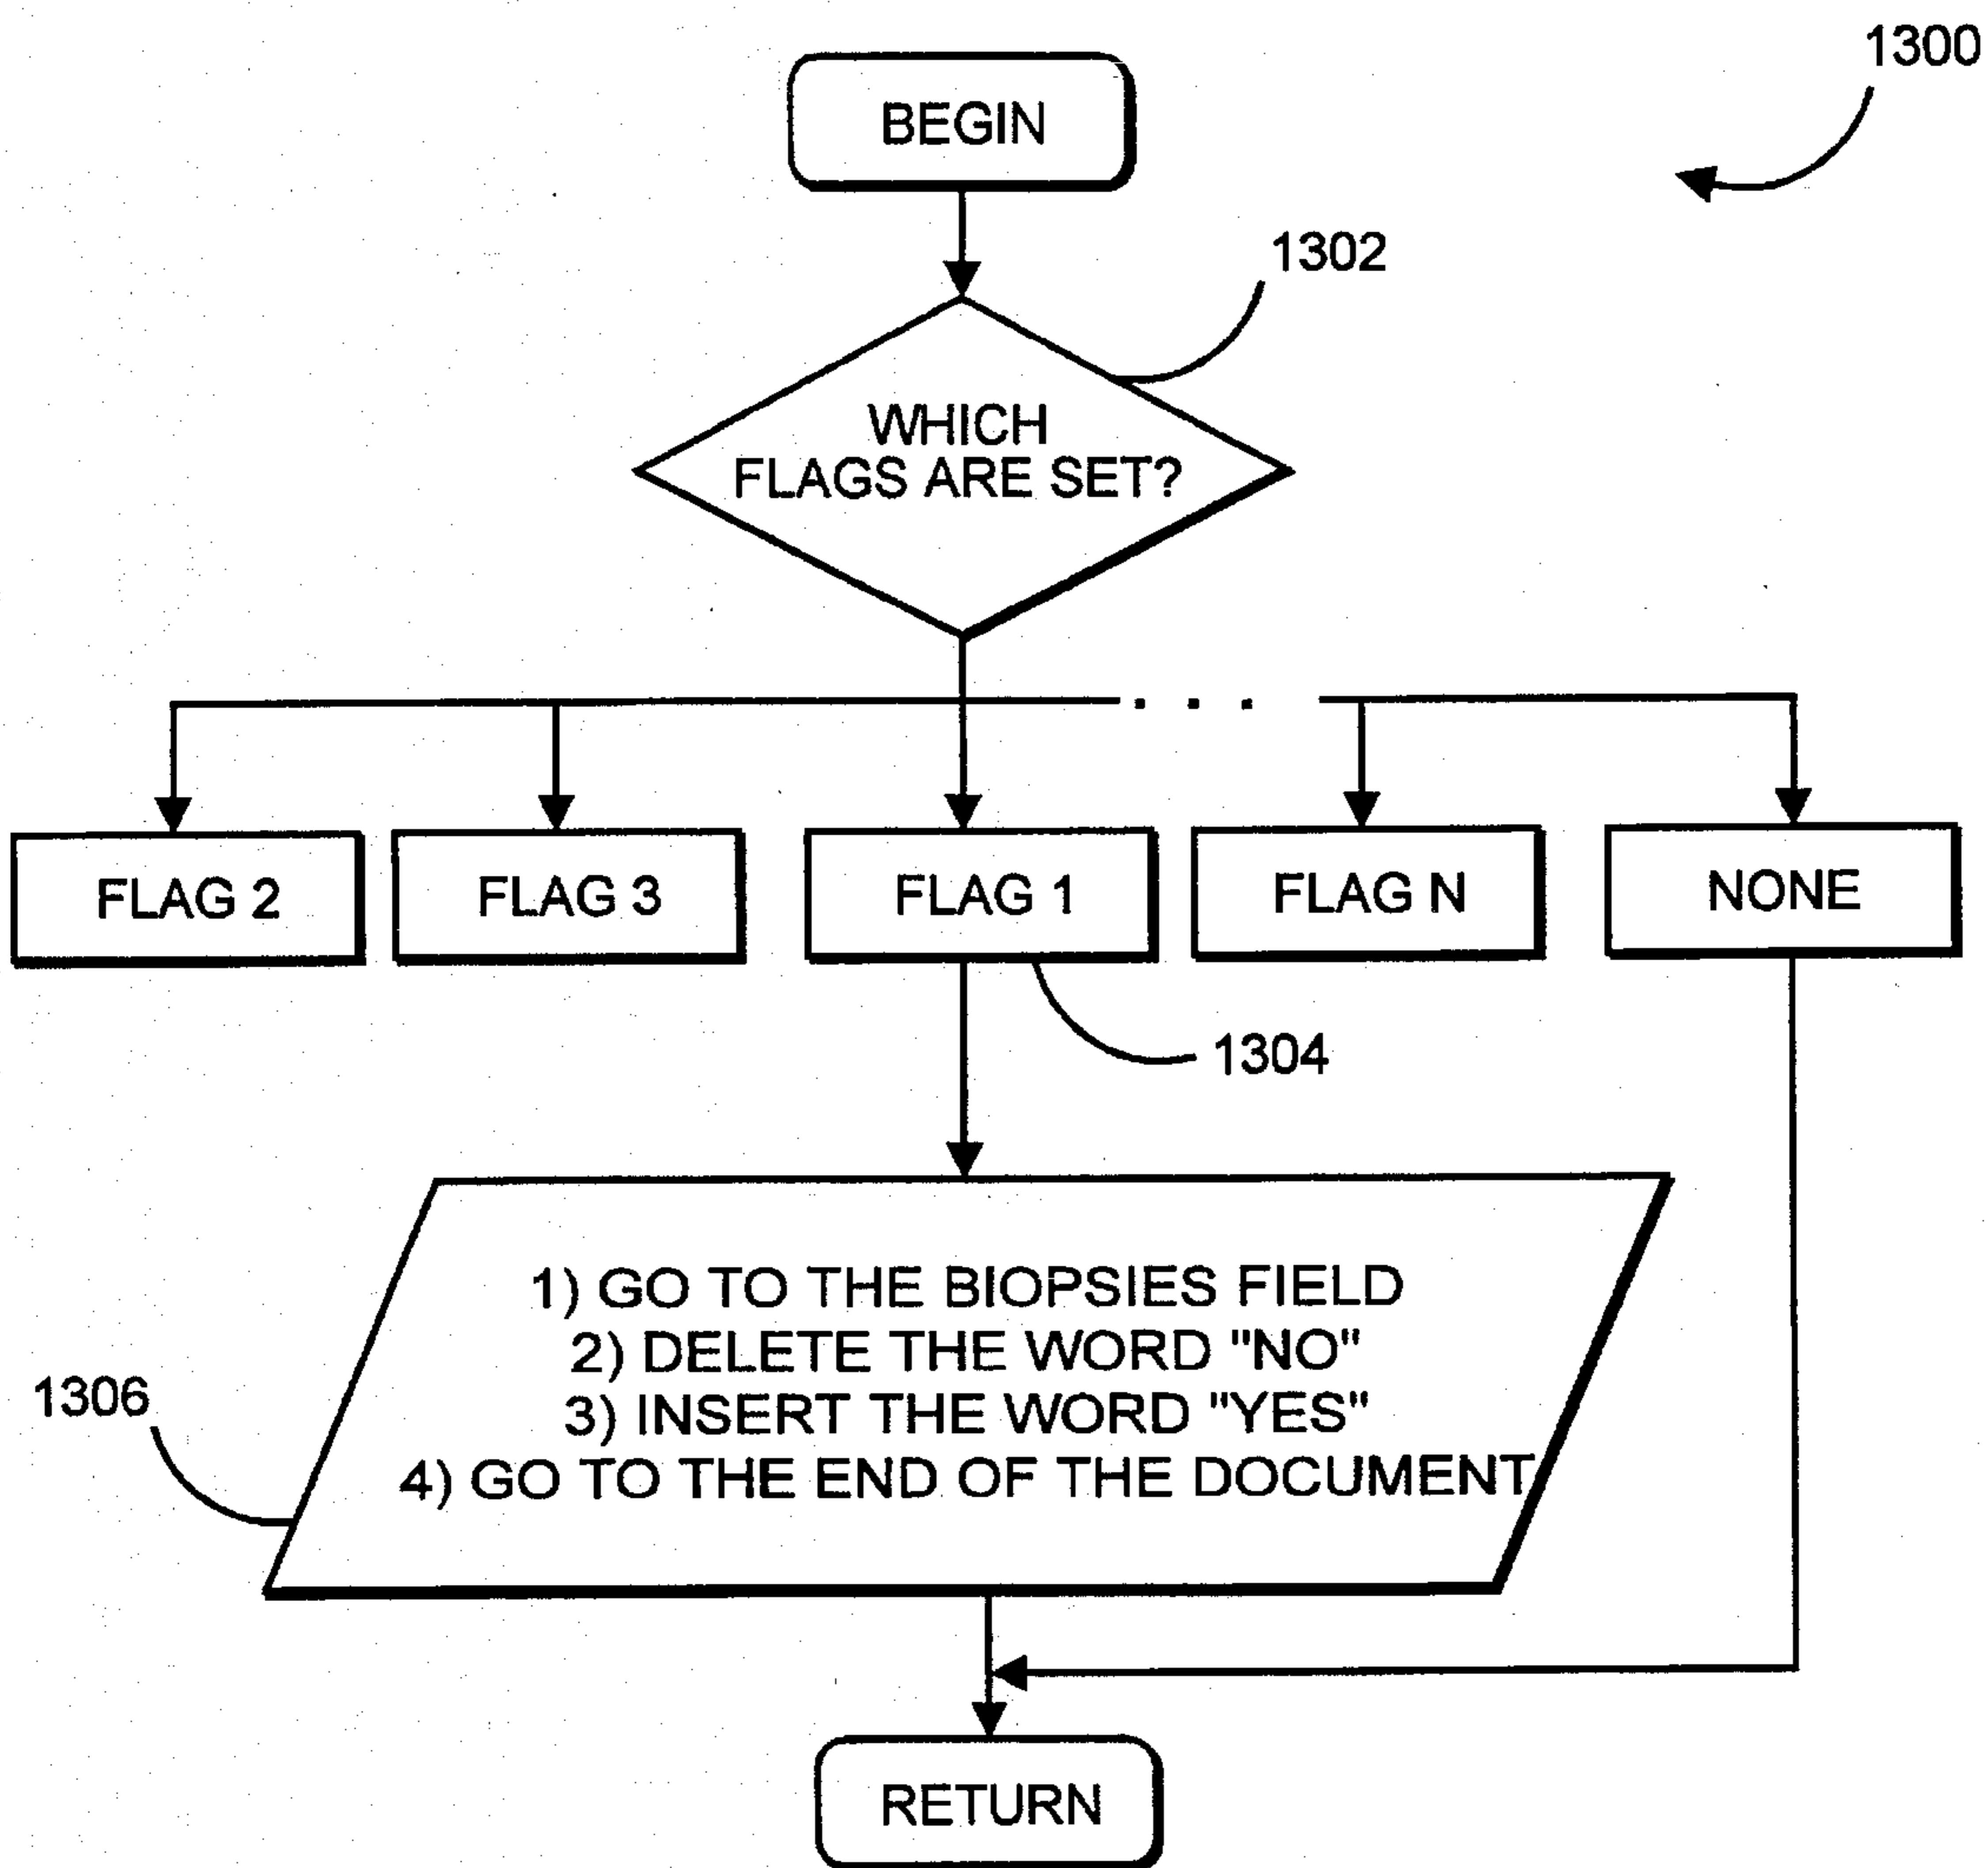 1300
BEGIN
1302
WHICH
FLAGS ARE SET?
. . .
FLAG 2
FLAG 3
FLAG 1
FLAG N
NONE
1304
1) GO TO THE BIOPSIES FIELD
2) DELETE THE WORD "NO"
3) INSERT THE WORD "YES"
4) GO TO THE END OF THE DOCUMENT
1306
RETURN